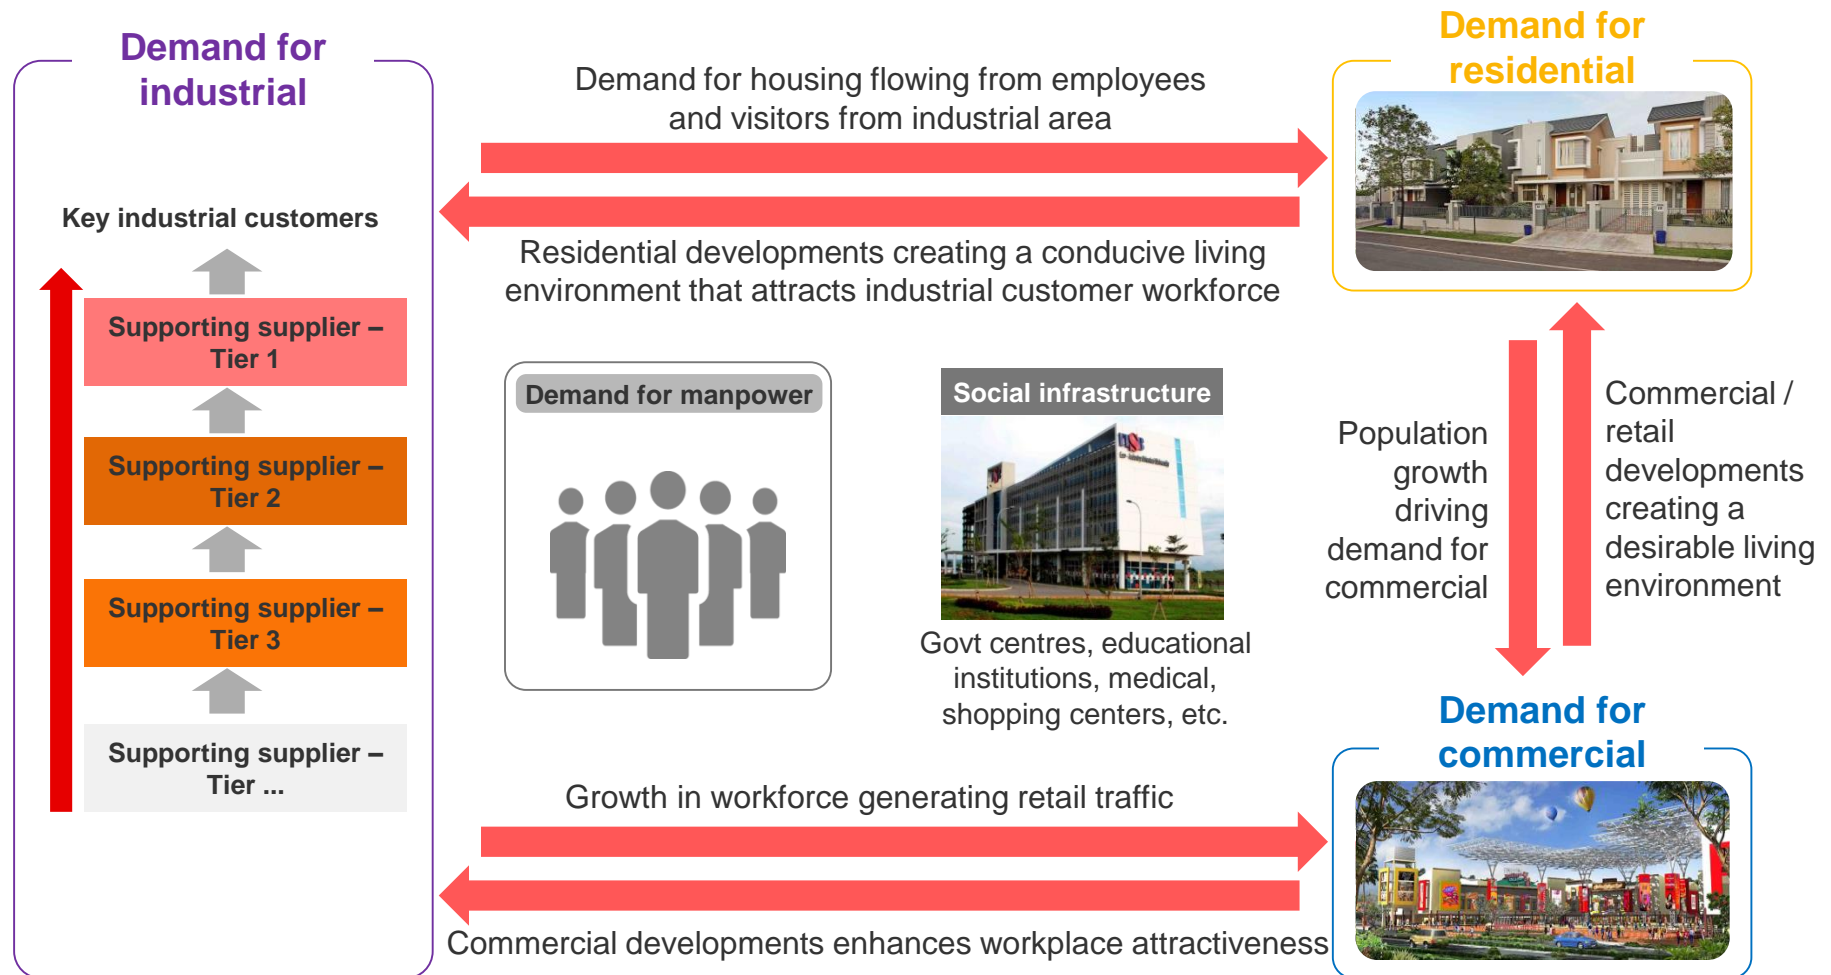 Demand for
industrial
Key industrial customers
Supporting supplier –
Tier 1
Supporting supplier –
Tier 2
Supporting supplier –
Tier 3
Supporting supplier –
Tier ...
Demand for housing flowing from employees
and visitors from industrial area
Residential developments creating a conducive living
environment that attracts industrial customer workforce
Demand for manpower
Social infrastructure
Govt centres, educational
institutions, medical,
shopping centers, etc.
Growth in workforce generating retail traffic
Commercial developments enhances workplace attractiveness
Demand for
residential
Population
growth
driving
demand for
commercial
Commercial /
retail
developments
creating a
desirable living
environment
Demand for
commercial